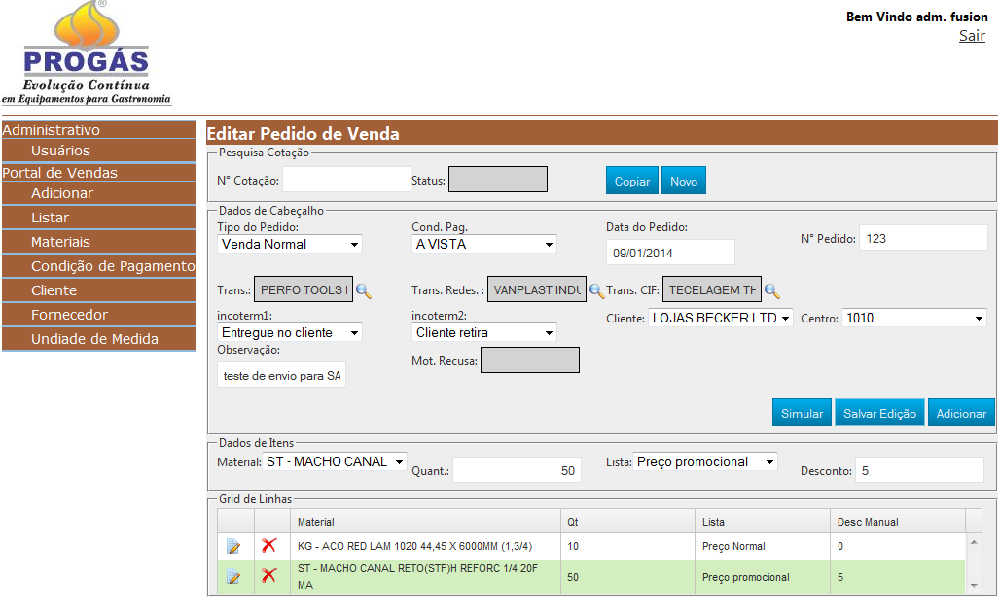 PROGÁS
®
Evolução Contínua
em Equipamentos para Gastronomia
Bem Vindo adm. fusion
Sair
Administrativo
Usuários
Portal de Vendas
Adicionar
Listar
Materiais
Condição de Pagamento
Cliente
Fornecedor
Undiade de Medida
Editar Pedido de Venda
Pesquisa Cotação
N° Cotação: Status: Copiar Novo
Dados de Cabeçalho
Tipo do Pedido: Cond. Pag. Data do Pedido:
Venda Normal A VISTA 09/01/2014 N° Pedido: 123
Trans.: PERFO TOOLS I Trans. Redes. : VANPLAST INDU Trans. CIF: TECELAGEM TH
incoterm1: incoterm2: Cliente: LOJAS BECKER LTD Centro: 1010
Entregue no cliente Cliente retira
Observação: Mot. Recusa:
teste de envio para SA
Simular Salvar Edição Adicionar
Dados de Itens
Material: ST - MACHO CANAL Quant.: 50 Lista: Preço promocional Desconto: 5
Grid de Linhas
Material Qt Lista Desc Manual
KG - ACO RED LAM 1020 44,45 X 6000MM (1,3/4) 10 Preço Normal 0
ST - MACHO CANAL RETO(STF)H REFORC 1/4 20F
MA 50 Preço promocional 5